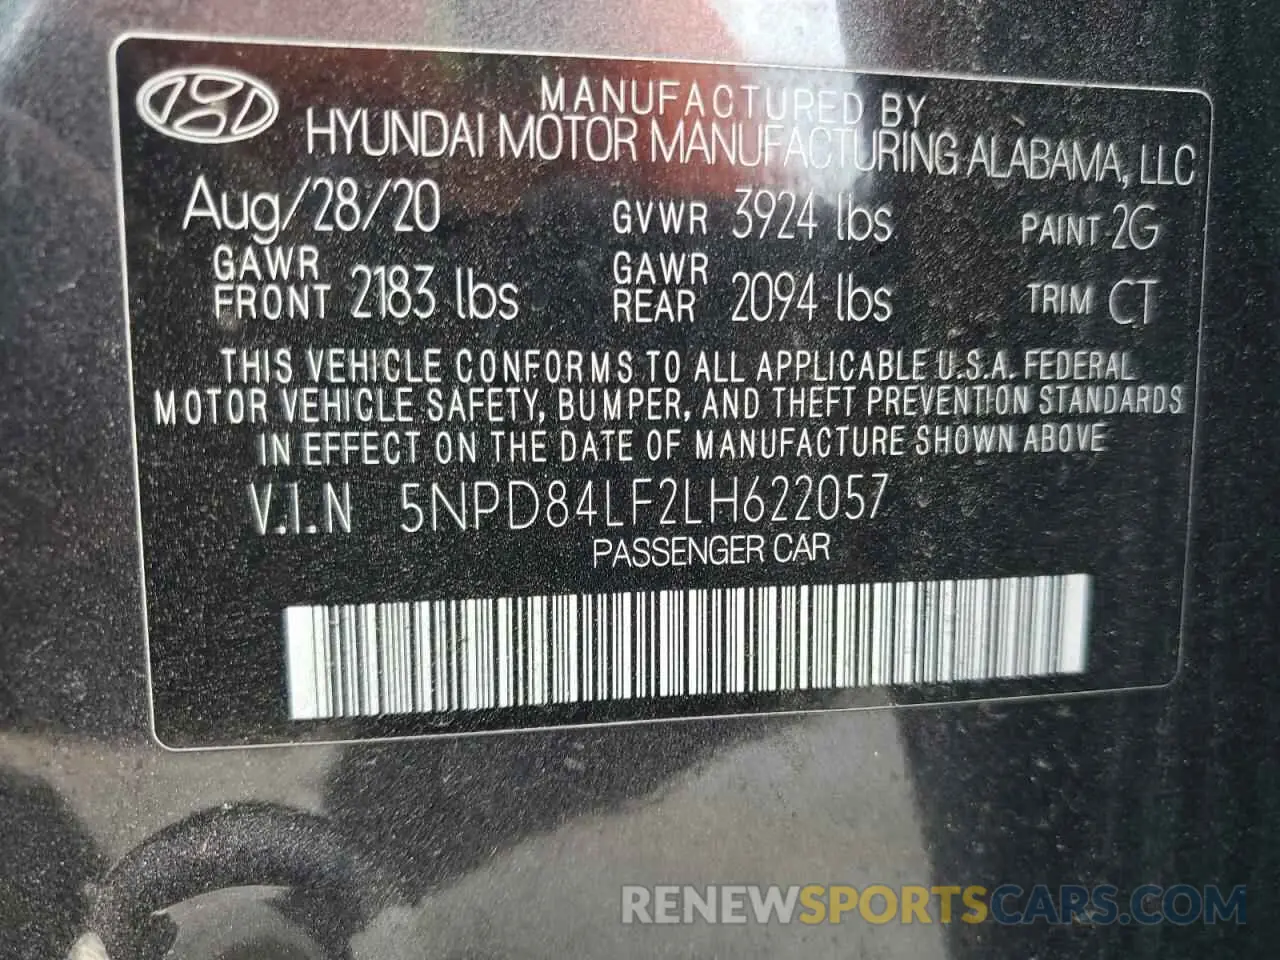 MANUFACTURED BY
HYUNDAI MOTOR MANUFACTURING ALABAMA, LLC
Aug/28/20 GVWR 3924 lbs PAINT 2G
GAWR FRONT 2183 lbs GAWR REAR 2094 lbs TRIM CT
THIS VEHICLE CONFORMS TO ALL APPLICABLE U.S.A. FEDERAL
MOTOR VEHICLE SAFETY, BUMPER, AND THEFT PREVENTION STANDARDS
IN EFFECT ON THE DATE OF MANUFACTURE SHOWN ABOVE
V.I.N 5NPD84LF2LH622057
PASSENGER CAR
RENEWSPORTSCARS.COM